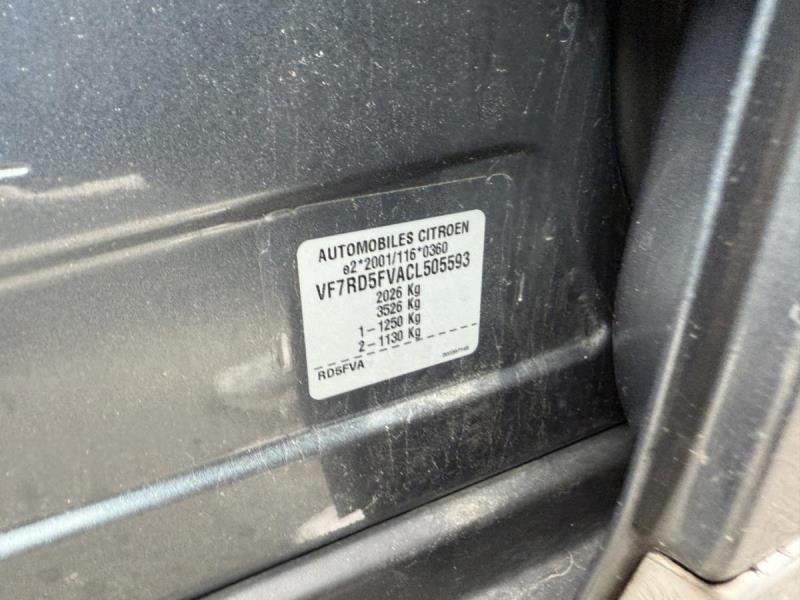 AUTOMOBILES CITROEN
e2*2001/116*0360
VF7RD5FVACL505593
2026 Kg
3526 Kg
1 - 1250 Kg
2 - 1130 Kg
RD5FVA